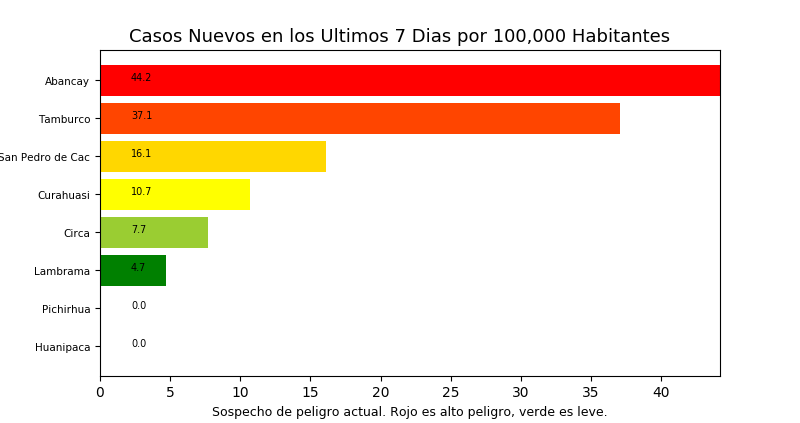 Casos Nuevos en los Ultimos 7 Dias por 100,000 Habitantes
Abancay 44.2
Tamburco 37.1
San Pedro de Cac 16.1
Curahuasi 10.7
Circa 7.7
Lambrama 4.7
Pichirhua 0.0
Huanipaca 0.0
0 5 10 15 20 25 30 35 40
Sospecho de peligro actual. Rojo es alto peligro, verde es leve.